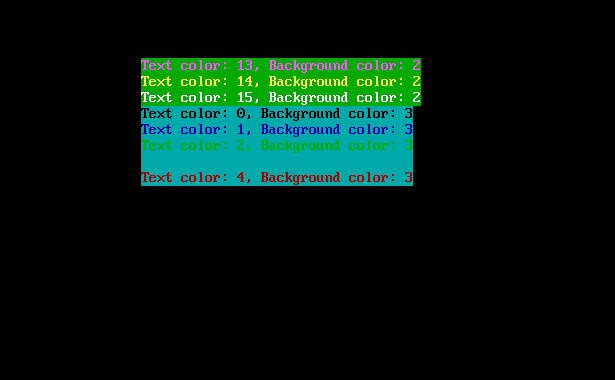 Text color: 13, Background color: 2
Text color: 14, Background color: 2
Text color: 15, Background color: 2
Text color: 0, Background color: 3
Text color: 1, Background color: 3
Text color: 2, Background color: 3
Text color: 4, Background color: 3